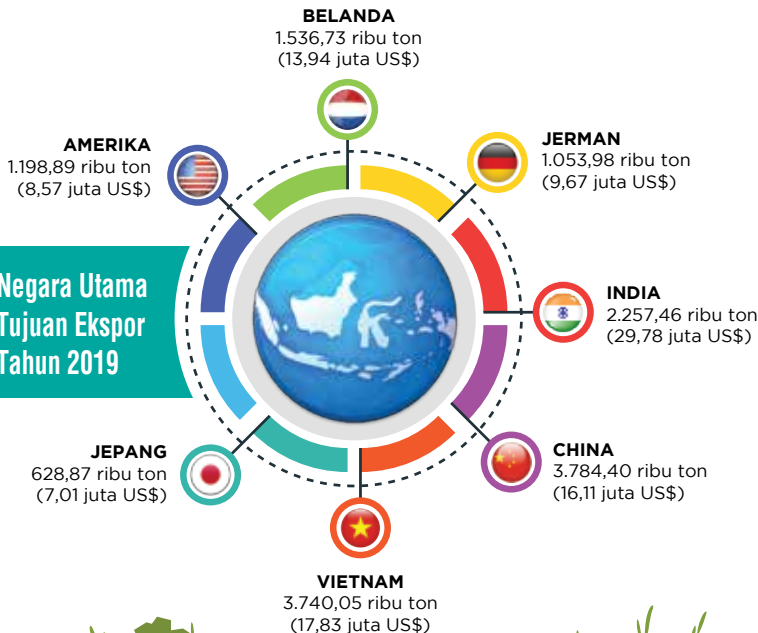 BELANDA
1.536,73 ribu ton
(13,94 juta US$)
AMERIKA
1.198,89 ribu ton
(8,57 juta US$)
JERMAN
1.053,98 ribu ton
(9,67 juta US$)
Negara Utama
Tujuan Ekspor
Tahun 2019
INDIA
2.257,46 ribu ton
(29,78 juta US$)
JEPANG
628,87 ribu ton
(7,01 juta US$)
CHINA
3.784,40 ribu ton
(16,11 juta US$)
VIETNAM
3.740,05 ribu ton
(17,83 juta US$)